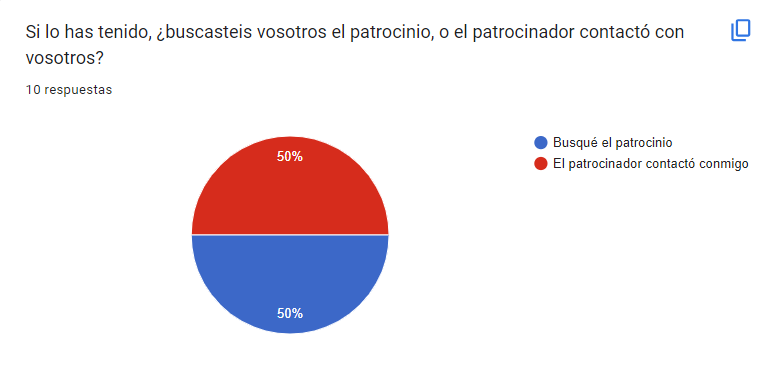 Si lo has tenido, ¿buscasteis vosotros el patrocinio, o el patrocinador contactó con
vosotros?
10 respuestas
50%
50%
Busqué el patrocinio
El patrocinador contactó conmigo